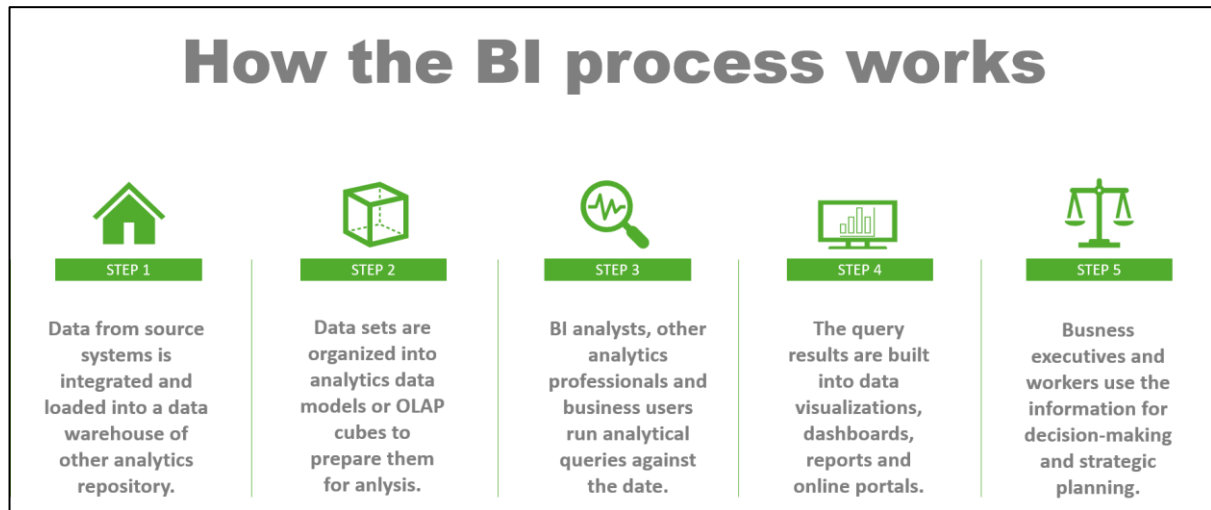 How the BI process works
STEP 1
Data from source
systems is
integrated and
loaded into a data
warehouse of
other analytics
repository.
STEP 2
Data sets are
organized into
analytics data
models or OLAP
cubes to
prepare them
for anlysis.
STEP 3
BI analysts, other
analytics
professionals and
business users
run analytical
queries against
the date.
STEP 4
The query
results are built
into data
visualizations,
dashboards,
reports and
online portals.
STEP 5
Busness
executives and
workers use the
information for
decision-making
and strategic
planning.